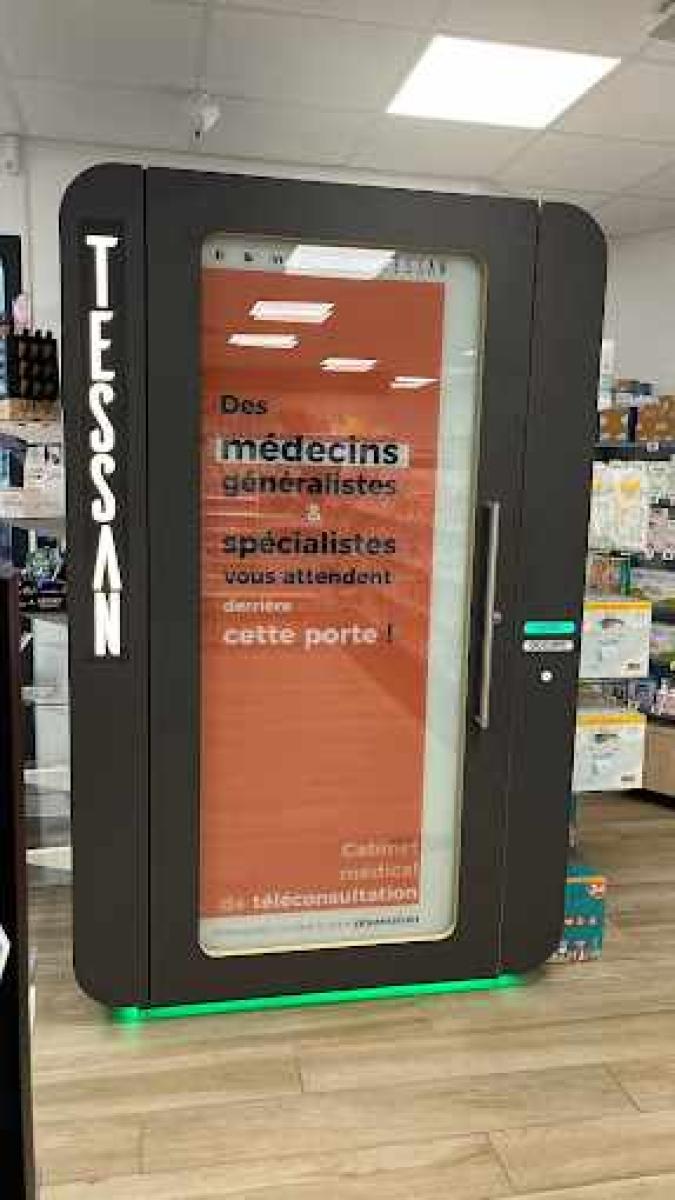 TESSAN
Des
médecins
généralistes
&
spécialistes
vous attendent
derrière
cette porte !
Cabinet
médical
de téléconsultation